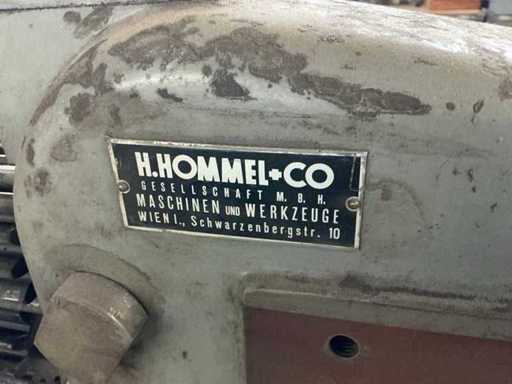 H.HOMMEL+CO
GESELLSCHAFT M.B.H.
MASCHINEN UND WERKZEUGE
WIEN I., Schwarzenbergstr. 10